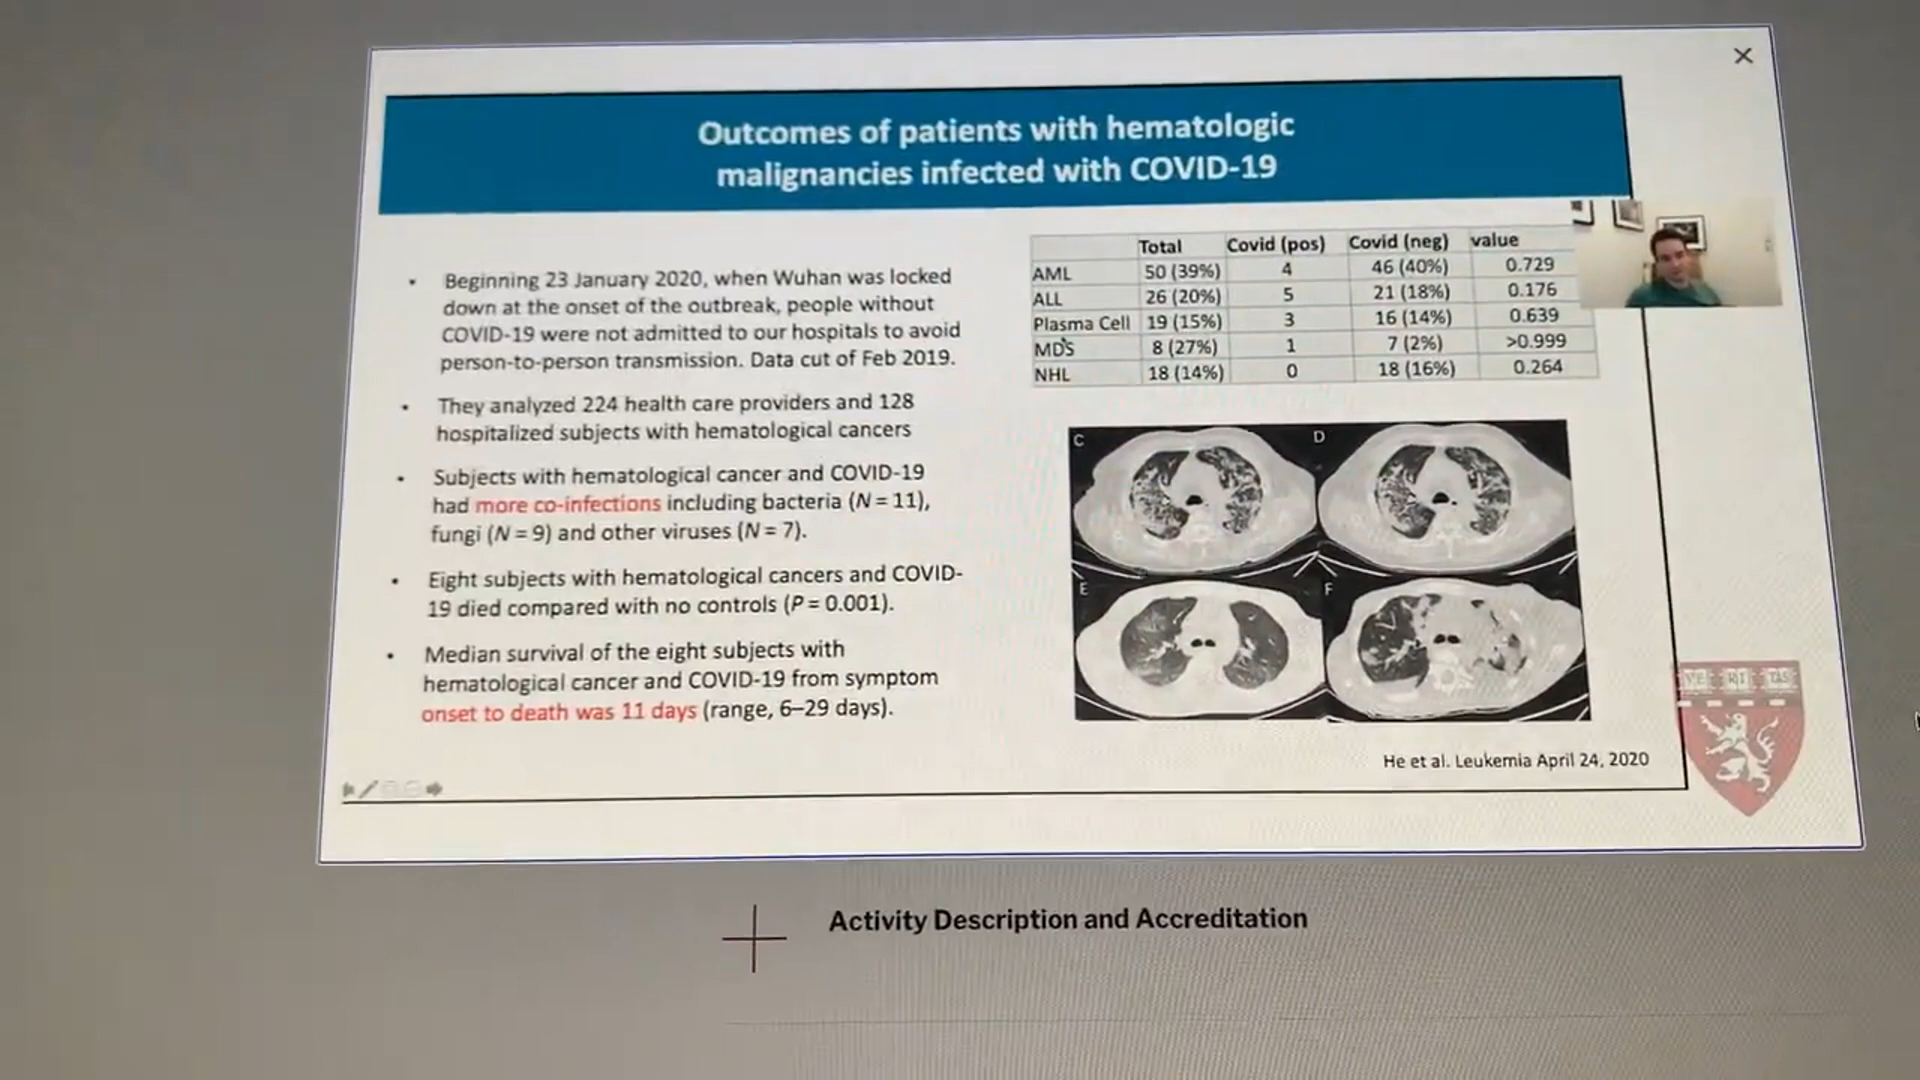 Outcomes of patients with hematologic
malignancies infected with COVID-19
• Beginning 23 January 2020, when Wuhan was locked
down at the onset of the outbreak, people without
COVID-19 were not admitted to our hospitals to avoid
person-to-person transmission. Data cut of Feb 2019.
• They analyzed 224 health care providers and 128
hospitalized subjects with hematological cancers
• Subjects with hematological cancer and COVID-19
had more co-infections including bacteria (N = 11),
fungi (N = 9) and other viruses (N = 7).
• Eight subjects with hematological cancers and COVID-
19 died compared with no controls (P = 0.001).
• Median survival of the eight subjects with
hematological cancer and COVID-19 from symptom
onset to death was 11 days (range, 6–29 days).
Total Covid (pos) Covid (neg) value
AML 50 (39%) 4 46 (40%) 0.729
ALL 26 (20%) 5 21 (18%) 0.176
Plasma Cell 19 (15%) 3 16 (14%) 0.639
MDS 8 (27%) 1 7 (2%) >0.999
NHL 18 (14%) 0 18 (16%) 0.264
C D
E F
He et al. Leukemia April 24, 2020
VE RI TAS
Activity Description and Accreditation